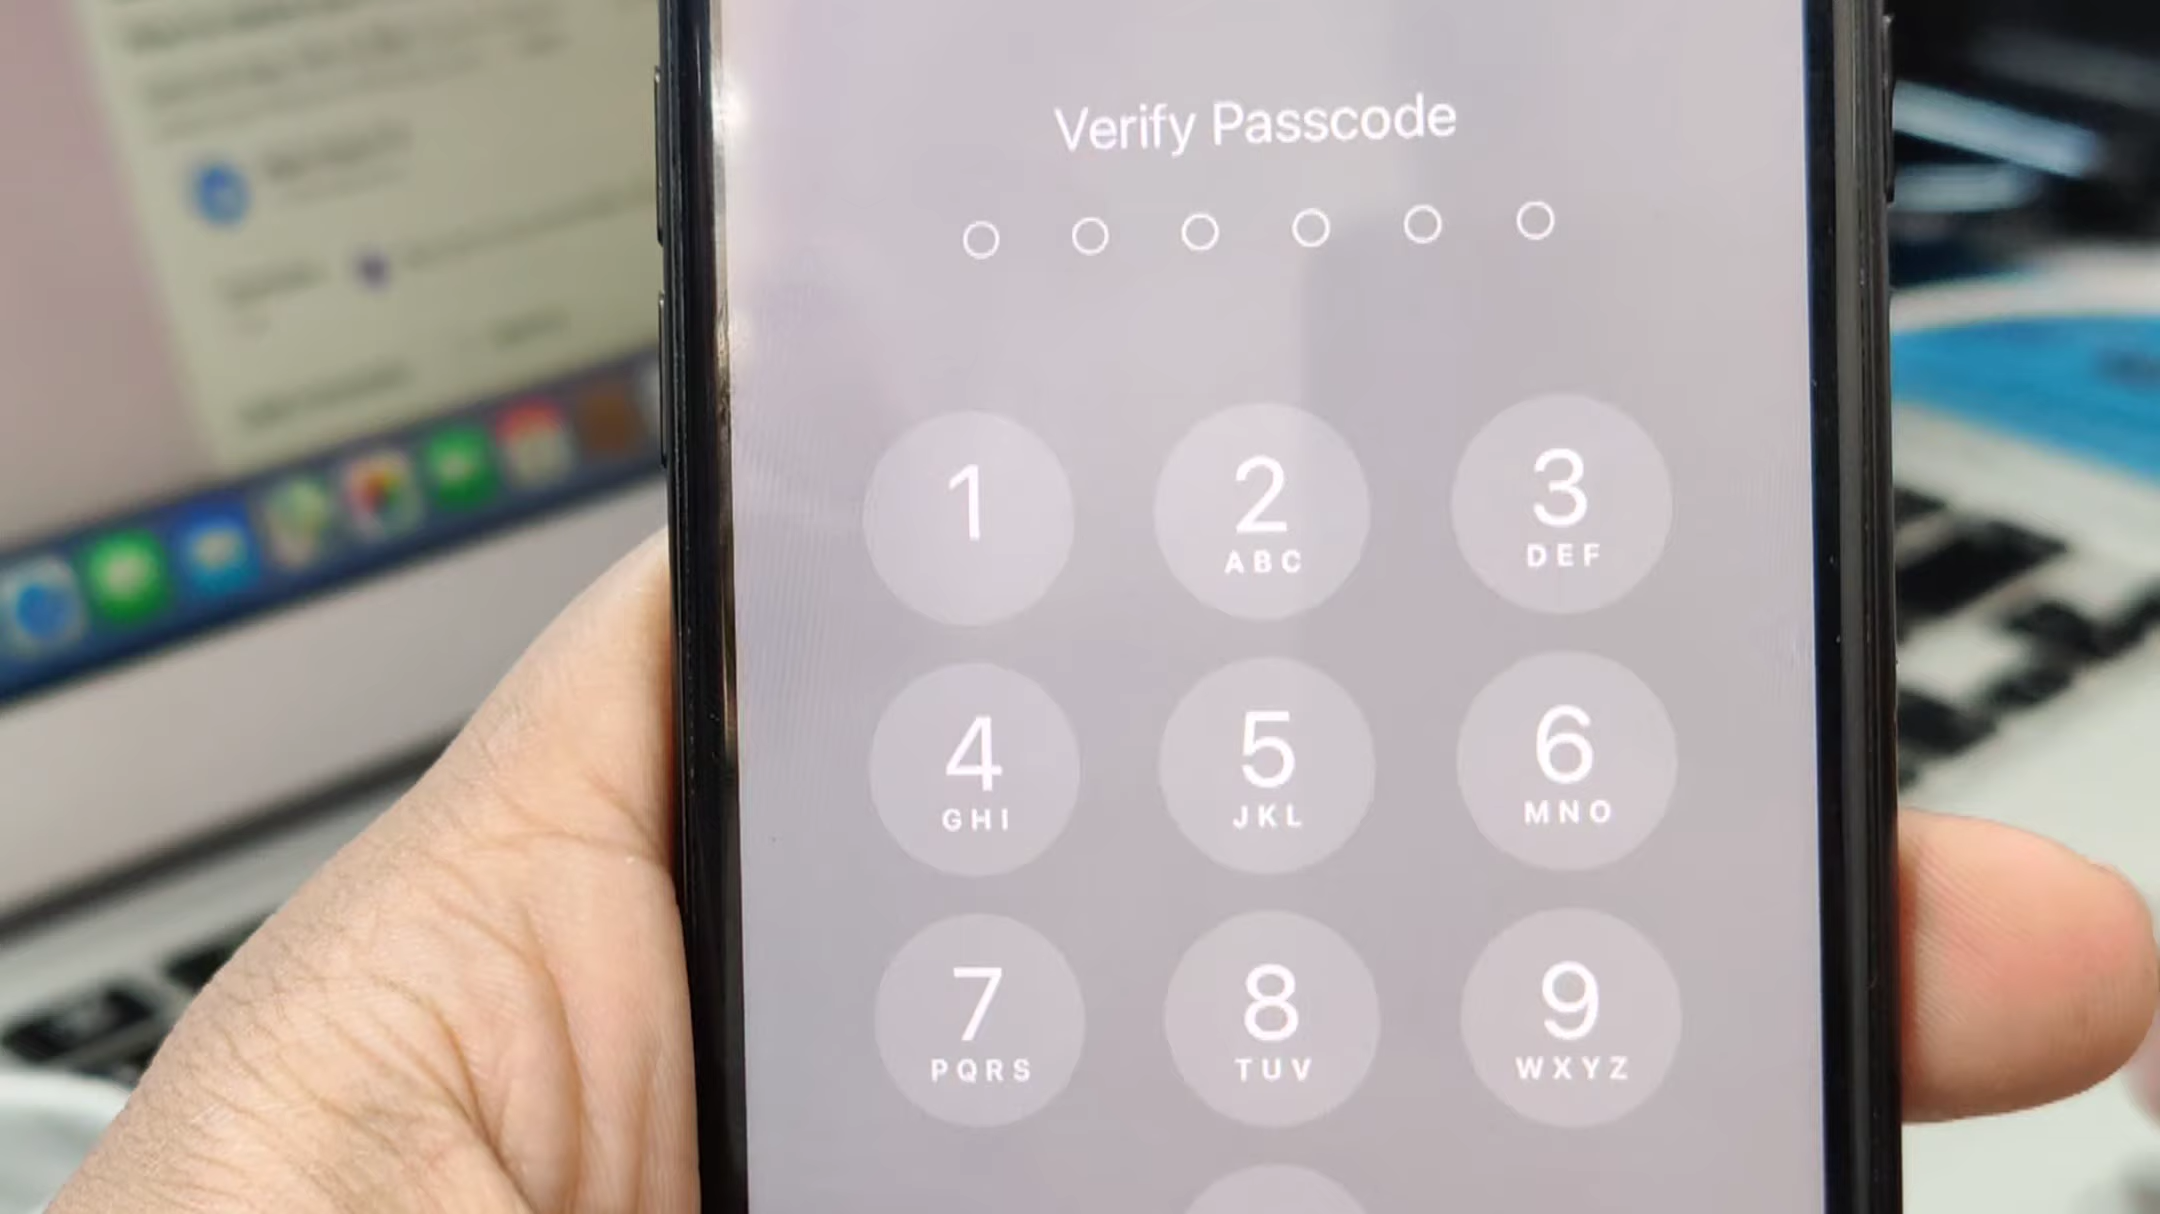 Verify Passcode
1 2 3
ABC DEF
4 5 6
GHI JKL MNO
7 8 9
PQRS TUV WXYZ